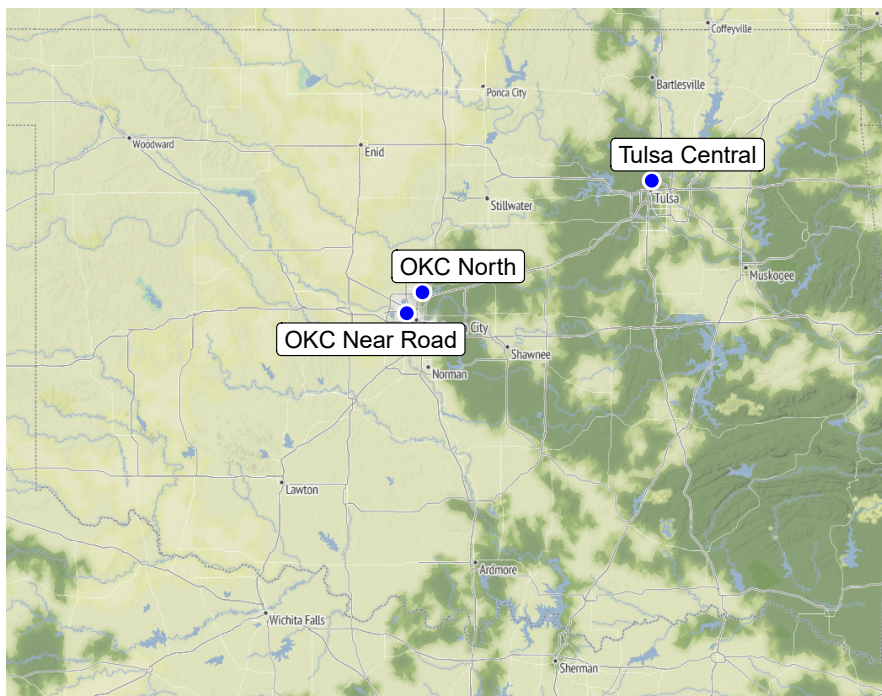 Coffeyville
Bartlesville
Ponca City
Woodward
Enid
Tulsa Central
Tulsa
Stillwater
OKC North
Muskogee
City
OKC Near Road
Shawnee
Norman
Lawton
Ardmore
Wichita Falls
Sherman